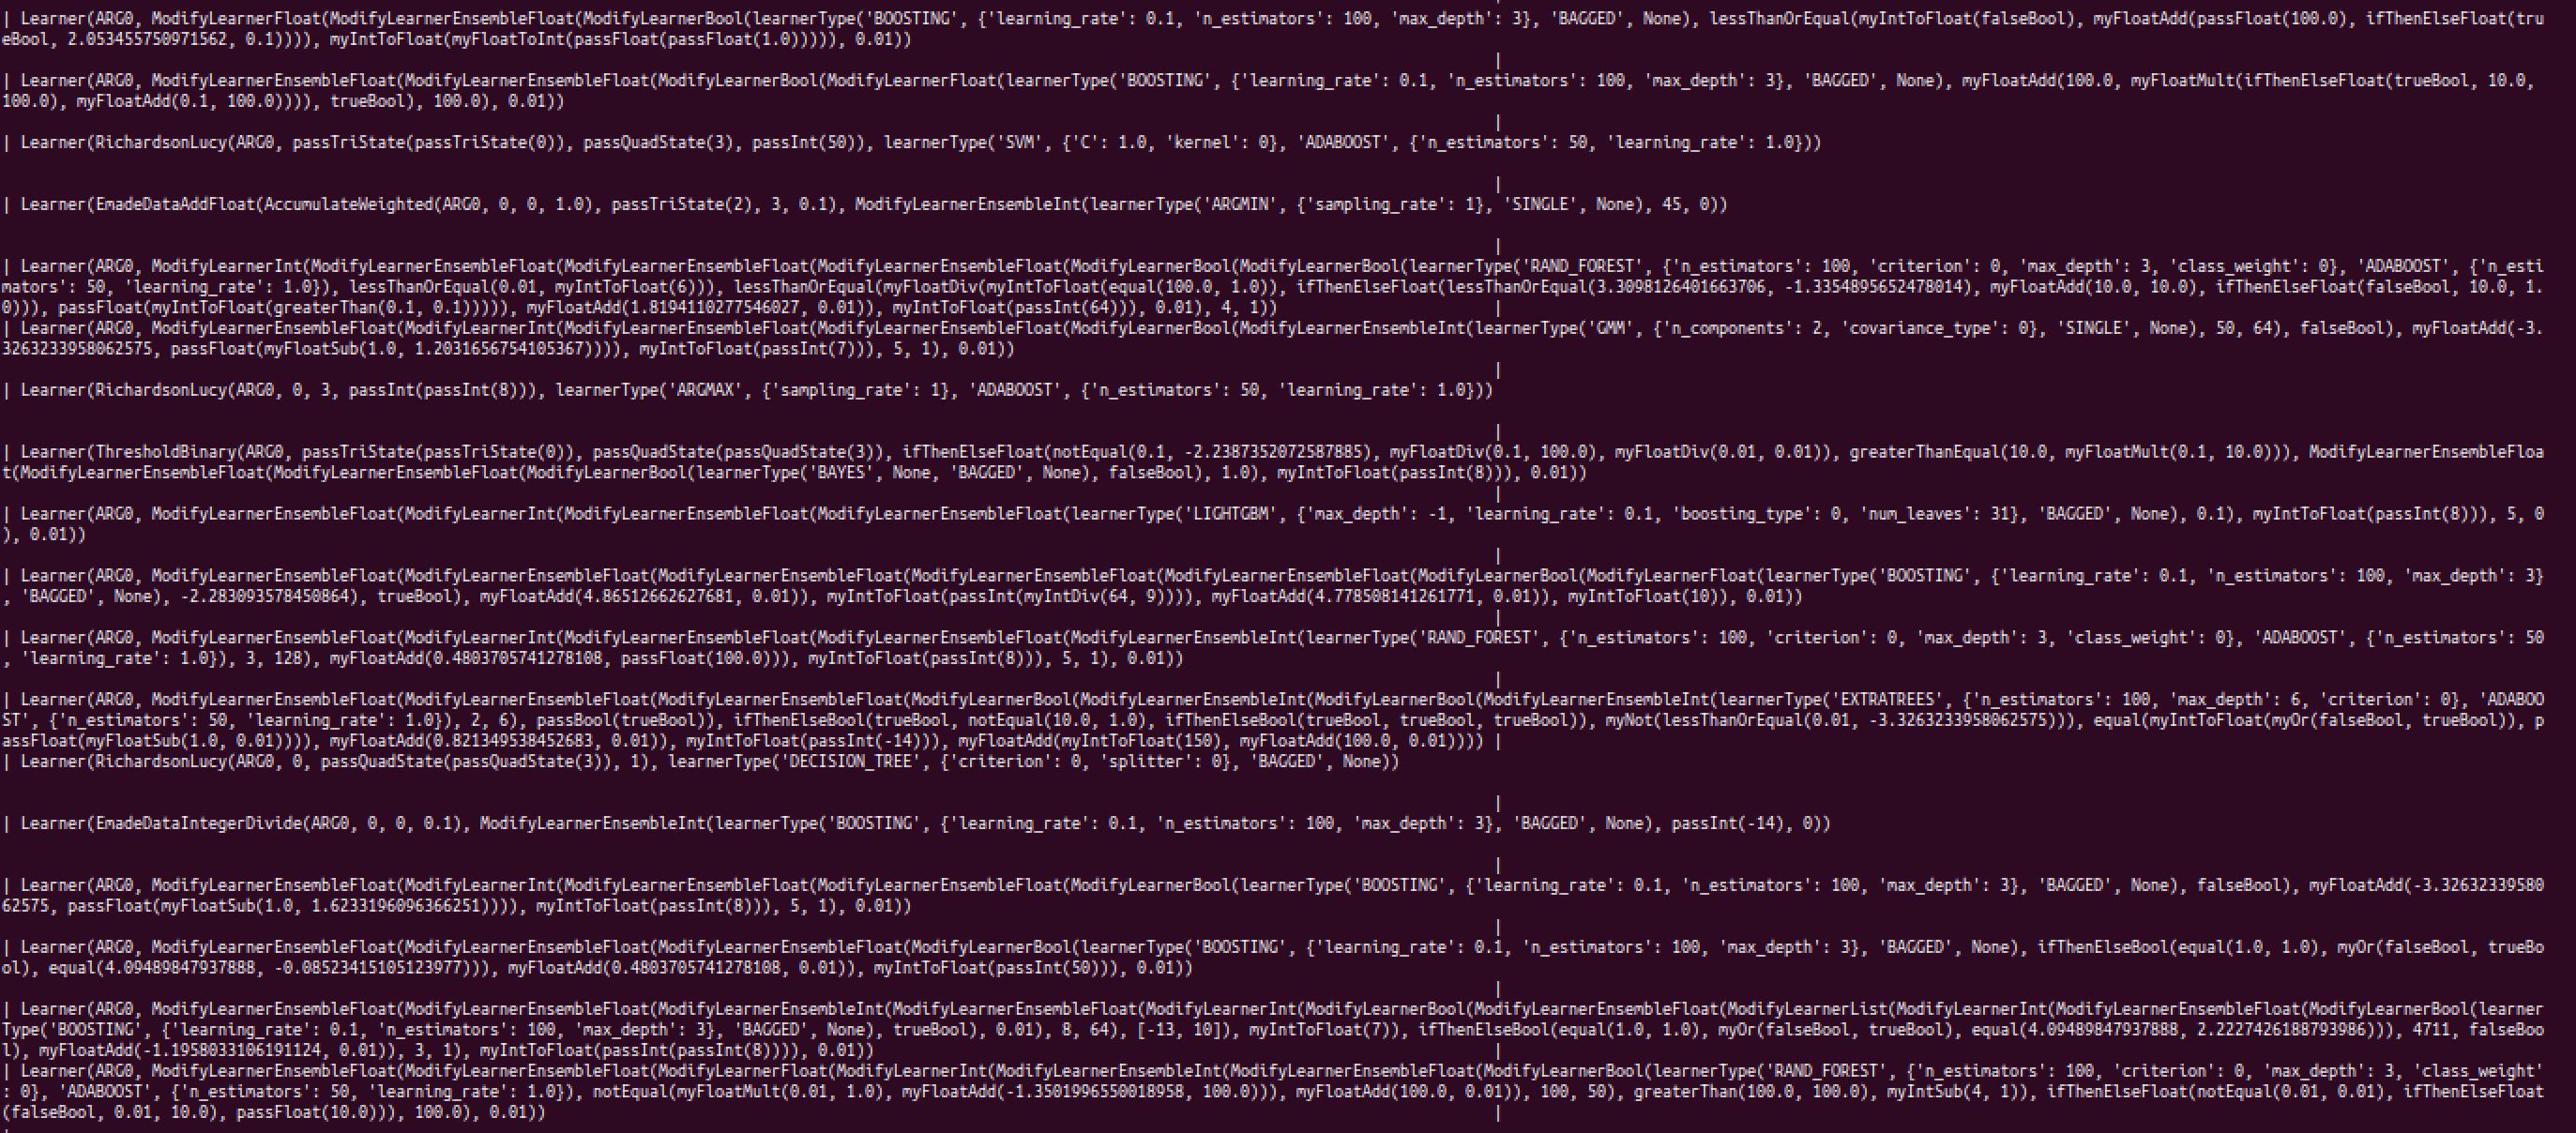 | Learner(ARG0, ModifyLearnerFloat(ModifyLearnerEnsembleFloat(ModifyLearnerBool(learnerType('BOOSTING', {'learning_rate': 0.1, 'n_estimators': 100, 'max_depth': 3}, 'BAGGED', None), lessThanOrEqual(myIntToFloat(falseBool), myFloatAdd(passFloat(100.0), ifThenElseFloat(tru
eBool, 2.053455750971562, 0.1)))), myIntToFloat(myFloatToInt(passFloat(passFloat(1.0))))), 0.01))
|
| Learner(ARG0, ModifyLearnerEnsembleFloat(ModifyLearnerEnsembleFloat(ModifyLearnerBool(ModifyLearnerFloat(learnerType('BOOSTING', {'learning_rate': 0.1, 'n_estimators': 100, 'max_depth': 3}, 'BAGGED', None), myFloatAdd(100.0, myFloatMult(ifThenElseFloat(trueBool, 10.0,
100.0), myFloatAdd(0.1, 100.0)))), trueBool), 100.0), 0.01))
|
| Learner(RichardsonLucy(ARG0, passTriState(passTriState(0)), passQuadState(3), passInt(50)), learnerType('SVM', {'C': 1.0, 'kernel': 0}, 'ADABOOST', {'n_estimators': 50, 'learning_rate': 1.0}))
|
| Learner(EmadeDataAddFloat(AccumulateWeighted(ARG0, 0, 0, 1.0), passTriState(2), 3, 0.1), ModifyLearnerEnsembleInt(learnerType('ARGMIN', {'sampling_rate': 1}, 'SINGLE', None), 45, 0))
|
| Learner(ARG0, ModifyLearnerInt(ModifyLearnerEnsembleFloat(ModifyLearnerEnsembleFloat(ModifyLearnerEnsembleFloat(ModifyLearnerBool(ModifyLearnerBool(learnerType('RAND_FOREST', {'n_estimators': 100, 'criterion': 0, 'max_depth': 3, 'class_weight': 0}, 'ADABOOST', {'n_esti
mators': 50, 'learning_rate': 1.0}), lessThanOrEqual(0.01, myIntToFloat(6))), lessThanOrEqual(myFloatDiv(myIntToFloat(equal(100.0, 1.0)), ifThenElseFloat(lessThanOrEqual(3.3098126401663706, -1.3354895652478014), myFloatAdd(10.0, 10.0), ifThenElseFloat(falseBool, 10.0, 1.
0))), passFloat(myIntToFloat(greaterThan(0.1, 0.1))))), myFloatAdd(1.8194110277546027, 0.01)), myIntToFloat(passInt(64))), 0.01), 4, 1)) |
| Learner(ARG0, ModifyLearnerEnsembleFloat(ModifyLearnerInt(ModifyLearnerEnsembleFloat(ModifyLearnerEnsembleFloat(ModifyLearnerBool(ModifyLearnerEnsembleInt(learnerType('GMM', {'n_components': 2, 'covariance_type': 0}, 'SINGLE', None), 50, 64), falseBool), myFloatAdd(-3.
3263233958062575, passFloat(myFloatSub(1.0, 1.2031656754105367)))), myIntToFloat(passInt(7))), 5, 1), 0.01))
|
| Learner(RichardsonLucy(ARG0, 0, 3, passInt(passInt(8))), learnerType('ARGMAX', {'sampling_rate': 1}, 'ADABOOST', {'n_estimators': 50, 'learning_rate': 1.0}))
|
| Learner(ThresholdBinary(ARG0, passTriState(passTriState(0)), passQuadState(passQuadState(3)), ifThenElseFloat(notEqual(0.1, -2.2387352072587885), myFloatDiv(0.1, 100.0), myFloatDiv(0.01, 0.01)), greaterThanEqual(10.0, myFloatMult(0.1, 10.0))), ModifyLearnerEnsembleFloa
t(ModifyLearnerEnsembleFloat(ModifyLearnerEnsembleFloat(ModifyLearnerBool(learnerType('BAYES', None, 'BAGGED', None), falseBool), 1.0), myIntToFloat(passInt(8))), 0.01))
|
| Learner(ARG0, ModifyLearnerEnsembleFloat(ModifyLearnerInt(ModifyLearnerEnsembleFloat(ModifyLearnerEnsembleFloat(learnerType('LIGHTGBM', {'max_depth': -1, 'learning_rate': 0.1, 'boosting_type': 0, 'num_leaves': 31}, 'BAGGED', None), 0.1), myIntToFloat(passInt(8))), 5, 0
), 0.01))
|
| Learner(ARG0, ModifyLearnerEnsembleFloat(ModifyLearnerEnsembleFloat(ModifyLearnerEnsembleFloat(ModifyLearnerEnsembleFloat(ModifyLearnerEnsembleFloat(ModifyLearnerBool(ModifyLearnerFloat(learnerType('BOOSTING', {'learning_rate': 0.1, 'n_estimators': 100, 'max_depth': 3}
, 'BAGGED', None), -2.283093578450864), trueBool), myFloatAdd(4.86512662627681, 0.01)), myIntToFloat(passInt(myIntDiv(64, 9)))), myFloatAdd(4.778508141261771, 0.01)), myIntToFloat(10)), 0.01))
|
| Learner(ARG0, ModifyLearnerEnsembleFloat(ModifyLearnerInt(ModifyLearnerEnsembleFloat(ModifyLearnerEnsembleFloat(ModifyLearnerEnsembleInt(learnerType('RAND_FOREST', {'n_estimators': 100, 'criterion': 0, 'max_depth': 3, 'class_weight': 0}, 'ADABOOST', {'n_estimators': 50
, 'learning_rate': 1.0}), 3, 128), myFloatAdd(0.4803705741278108, passFloat(100.0))), myIntToFloat(passInt(8))), 5, 1), 0.01))
|
| Learner(ARG0, ModifyLearnerEnsembleFloat(ModifyLearnerEnsembleFloat(ModifyLearnerEnsembleFloat(ModifyLearnerBool(ModifyLearnerEnsembleInt(ModifyLearnerBool(ModifyLearnerEnsembleInt(learnerType('EXTRATREES', {'n_estimators': 100, 'max_depth': 6, 'criterion': 0}, 'ADABOO
ST', {'n_estimators': 50, 'learning_rate': 1.0}), 2, 6), passBool(trueBool)), ifThenElseBool(trueBool, notEqual(10.0, 1.0), ifThenElseBool(trueBool, trueBool, trueBool)), myNot(lessThanOrEqual(0.01, -3.3263233958062575))), equal(myIntToFloat(myOr(falseBool, trueBool)), p
assFloat(myFloatSub(1.0, 0.01)))), myFloatAdd(0.821349538452683, 0.01)), myIntToFloat(passInt(-14))), myFloatAdd(myIntToFloat(150), myFloatAdd(100.0, 0.01)))) |
| Learner(RichardsonLucy(ARG0, 0, passQuadState(passQuadState(3)), 1), learnerType('DECISION_TREE', {'criterion': 0, 'splitter': 0}, 'BAGGED', None))
|
| Learner(EmadeDataIntegerDivide(ARG0, 0, 0, 0.1), ModifyLearnerEnsembleInt(learnerType('BOOSTING', {'learning_rate': 0.1, 'n_estimators': 100, 'max_depth': 3}, 'BAGGED', None), passInt(-14), 0))
|
| Learner(ARG0, ModifyLearnerEnsembleFloat(ModifyLearnerInt(ModifyLearnerEnsembleFloat(ModifyLearnerEnsembleFloat(ModifyLearnerBool(learnerType('BOOSTING', {'learning_rate': 0.1, 'n_estimators': 100, 'max_depth': 3}, 'BAGGED', None), falseBool), myFloatAdd(-3.32632339580
62575, passFloat(myFloatSub(1.0, 1.6233196096366251)))), myIntToFloat(passInt(8))), 5, 1), 0.01))
|
| Learner(ARG0, ModifyLearnerEnsembleFloat(ModifyLearnerEnsembleFloat(ModifyLearnerEnsembleFloat(ModifyLearnerBool(learnerType('BOOSTING', {'learning_rate': 0.1, 'n_estimators': 100, 'max_depth': 3}, 'BAGGED', None), ifThenElseBool(equal(1.0, 1.0), myOr(falseBool, trueBo
ol), equal(4.09489847937888, -0.08523415105123977))), myFloatAdd(0.4803705741278108, 0.01)), myIntToFloat(passInt(50))), 0.01))
|
| Learner(ARG0, ModifyLearnerEnsembleFloat(ModifyLearnerEnsembleFloat(ModifyLearnerEnsembleInt(ModifyLearnerEnsembleFloat(ModifyLearnerInt(ModifyLearnerBool(ModifyLearnerEnsembleFloat(ModifyLearnerList(ModifyLearnerInt(ModifyLearnerEnsembleFloat(ModifyLearnerBool(learner
Type('BOOSTING', {'learning_rate': 0.1, 'n_estimators': 100, 'max_depth': 3}, 'BAGGED', None), trueBool), 0.01), 8, 64), [-13, 10]), myIntToFloat(7)), ifThenElseBool(equal(1.0, 1.0), myOr(falseBool, trueBool), equal(4.09489847937888, 2.2227426188793986))), 4711, falseBoo
l), myFloatAdd(-1.1958033106191124, 0.01)), 3, 1), myIntToFloat(passInt(passInt(8)))), 0.01)) |
| Learner(ARG0, ModifyLearnerEnsembleFloat(ModifyLearnerEnsembleFloat(ModifyLearnerFloat(ModifyLearnerInt(ModifyLearnerEnsembleInt(ModifyLearnerEnsembleFloat(ModifyLearnerBool(learnerType('RAND_FOREST', {'n_estimators': 100, 'criterion': 0, 'max_depth': 3, 'class_weight'
: 0}, 'ADABOOST', {'n_estimators': 50, 'learning_rate': 1.0}), notEqual(myFloatMult(0.01, 1.0), myFloatAdd(-1.3501996550018958, 100.0))), myFloatAdd(100.0, 0.01)), 100, 50), greaterThan(100.0, 100.0), myIntSub(4, 1)), ifThenElseFloat(notEqual(0.01, 0.01), ifThenElseFloat
(falseBool, 0.01, 10.0), passFloat(10.0))), 100.0), 0.01)) |